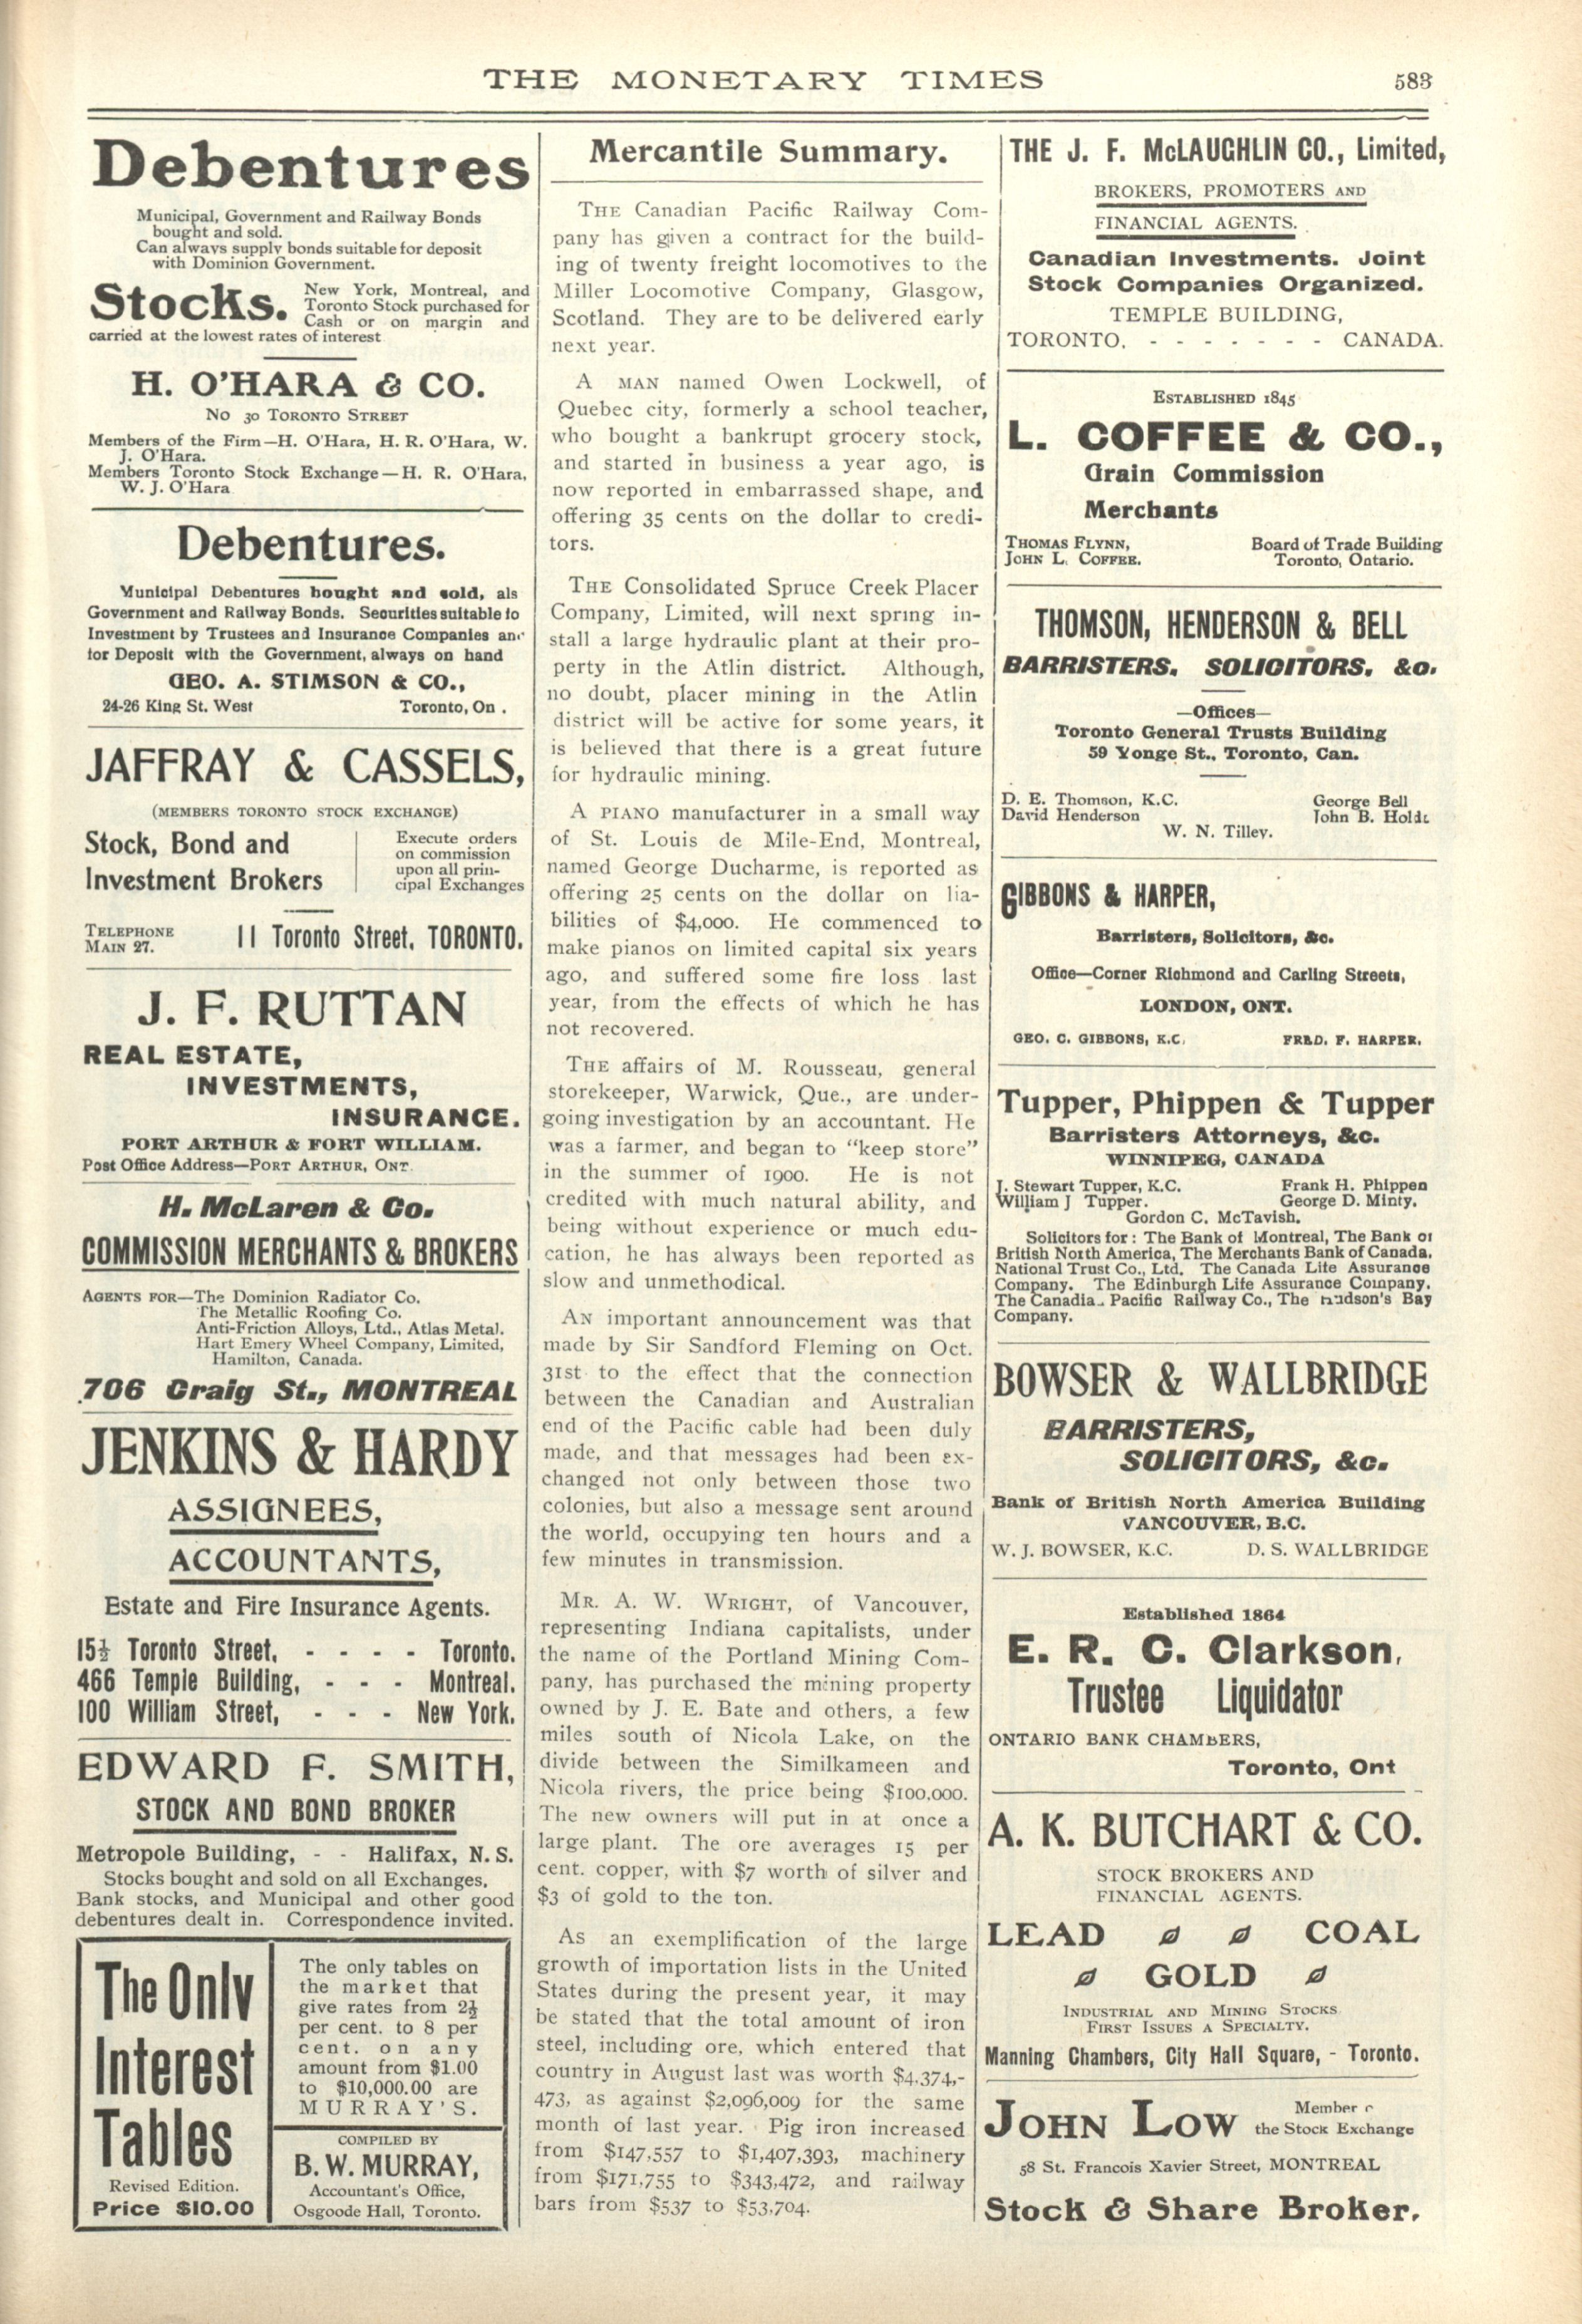 THE MONETARY TIMES
583
Debentures
Municipal, Government and Railway Bonds
bought and sold.
Can always supply bonds suitable for deposit
with Dominion Government.
Stocks.
New York, Montreal, and
Toronto Stock purchased for
Cash or on margin and
carried at the lowest rates of interest
H. O'HARA & CO.
No 30 TORONTO STREET
Members of the Firm—H. O'Hara, H. R. O'Hara, W.
J. O'Hara.
Members Toronto Stock Exchange—H. R. O'Hara,
W. J. O'Hara
Debentures.
Municipal Debentures bought and sold, als
Government and Railway Bonds. Securities suitable fo
Investment by Trustees and Insurance Companies an
for Deposit with the Government, always on hand
GEO. A. STIMSON & CO.,
24-26 King St. West Toronto, On .
JAFFRAY & CASSELS,
(MEMBERS TORONTO STOCK EXCHANGE)
Stock, Bond and
Investment Brokers
Execute orders
on commission
upon all prin-
cipal Exchanges
TELEPHONE
MAIN 27.
11 Toronto Street, TORONTO.
J. F. RUTTAN
REAL ESTATE,
INVESTMENTS,
INSURANCE.
PORT ARTHUR & FORT WILLIAM.
Post Office Address—PORT ARTHUR, ONT.
H. McLaren & Co.
COMMISSION MERCHANTS & BROKERS
AGENTS FOR—The Dominion Radiator Co.
The Metallic Roofing Co.
Anti-Friction Alloys, Ltd., Atlas Metal.
Hart Emery Wheel Company, Limited,
Hamilton, Canada.
706 Craig St., MONTREAL
JENKINS & HARDY
ASSIGNEES,
ACCOUNTANTS,
Estate and Fire Insurance Agents.
15½ Toronto Street, - - - - Toronto.
466 Temple Building, - - - Montreal.
100 William Street, - - - New York.
EDWARD F. SMITH,
STOCK AND BOND BROKER
Metropole Building, - - Halifax, N. S.
Stocks bought and sold on all Exchanges,
Bank stocks, and Municipal and other good
debentures dealt in. Correspondence invited.
The Only
Interest
Tables
Revised Edition.
Price $10.00
The only tables on
the market that
give rates from 2½
per cent. to 8 per
cent. on any
amount from $1.00
to $10,000.00 are
MURRAY'S.
COMPILED BY
B. W. MURRAY,
Accountant's Office,
Osgoode Hall, Toronto.
Mercantile Summary.
THE Canadian Pacific Railway Com-
pany has given a contract for the build-
ing of twenty freight locomotives to the
Miller Locomotive Company, Glasgow,
Scotland. They are to be delivered early
next year.
A MAN named Owen Lockwell, of
Quebec city, formerly a school teacher,
who bought a bankrupt grocery stock,
and started in business a year ago, is
now reported in embarrassed shape, and
offering 35 cents on the dollar to credi-
tors.
THE Consolidated Spruce Creek Placer
Company, Limited, will next spring in-
stall a large hydraulic plant at their pro-
perty in the Atlin district. Although,
no doubt, placer mining in the Atlin
district will be active for some years, it
is believed that there is a great future
for hydraulic mining.
A PIANO manufacturer in a small way
of St. Louis de Mile-End, Montreal,
named George Ducharme, is reported as
offering 25 cents on the dollar on lia-
bilities of $4,000. He commenced to
make pianos on limited capital six years
ago, and suffered some fire loss last
year, from the effects of which he has
not recovered.
THE affairs of M. Rousseau, general
storekeeper, Warwick, Que., are under-
going investigation by an accountant. He
was a farmer, and began to "keep store"
in the summer of 1900. He is not
credited with much natural ability, and
being without experience or much edu-
cation, he has always been reported as
slow and unmethodical.
AN important announcement was that
made by Sir Sandford Fleming on Oct.
31st to the effect that the connection
between the Canadian and Australian
end of the Pacific cable had been duly
made, and that messages had been ex-
changed not only between those two
colonies, but also a message sent around
the world, occupying ten hours and a
few minutes in transmission.
MR. A. W. WRIGHT, of Vancouver,
representing Indiana capitalists, under
the name of the Portland Mining Com-
pany, has purchased the mining property
owned by J. E. Bate and others, a few
miles south of Nicola Lake, on the
divide between the Similkameen and
Nicola rivers, the price being $100,000.
The new owners will put in at once a
large plant. The ore averages 15 per
cent. copper, with $7 worth of silver and
$3 of gold to the ton.
As an exemplification of the large
growth of importation lists in the United
States during the present year, it may
be stated that the total amount of iron
steel, including ore, which entered that
country in August last was worth $4,374,-
473, as against $2,096,009 for the same
month of last year. Pig iron increased
from $147,557 to $1,407,393, machinery
from $171,755 to $343,472, and railway
bars from $537 to $53,704.
THE J. F. McLAUGHLIN CO., Limited,
BROKERS, PROMOTERS AND
FINANCIAL AGENTS.
Canadian Investments. Joint
Stock Companies Organized.
TEMPLE BUILDING,
TORONTO, - - - - - - - CANADA.
ESTABLISHED 1845
L. COFFEE & CO.,
Grain Commission
Merchants
THOMAS FLYNN,
JOHN L. COFFEE.
Board of Trade Building
Toronto, Ontario.
THOMSON, HENDERSON & BELL
BARRISTERS, SOLICITORS, &c.
—Offices—
Toronto General Trusts Building
59 Yonge St., Toronto, Can.
D. E. Thomson, K.C. George Bell
David Henderson John B. Holde
W. N. Tilley.
GIBBONS & HARPER,
Barristers, Solicitors, &c.
Office—Corner Richmond and Carling Streets,
LONDON, ONT.
GEO. C. GIBBONS, K.C. FRED. F. HARPER.
Tupper, Phippen & Tupper
Barristers Attorneys, &c.
WINNIPEG, CANADA
J. Stewart Tupper, K.C. Frank H. Phippen
William J Tupper. George D. Minty.
Gordon C. McTavish.
Solicitors for: The Bank of Montreal, The Bank of
British North America, The Merchants Bank of Canada,
National Trust Co., Ltd, The Canada Life Assurance
Company. The Edinburgh Life Assurance Company.
The Canadia. Pacific Railway Co., The Hudson's Bay
Company.
BOWSER & WALLBRIDGE
BARRISTERS,
SOLICITORS, &c.
Bank of British North America Building
VANCOUVER, B.C.
W. J. BOWSER, K.C. D. S. WALLBRIDGE
Established 1864
E. R. C. Clarkson,
Trustee Liquidator
ONTARIO BANK CHAMBERS,
Toronto, Ont
A. K. BUTCHART & CO.
STOCK BROKERS AND
FINANCIAL AGENTS.
LEAD COAL
GOLD
INDUSTRIAL AND MINING STOCKS
FIRST ISSUES A SPECIALTY.
Manning Chambers, City Hall Square, - Toronto.
JOHN LOW
Member
the Stock Exchange
58 St. Francois Xavier Street, MONTREAL
Stock & Share Broker.